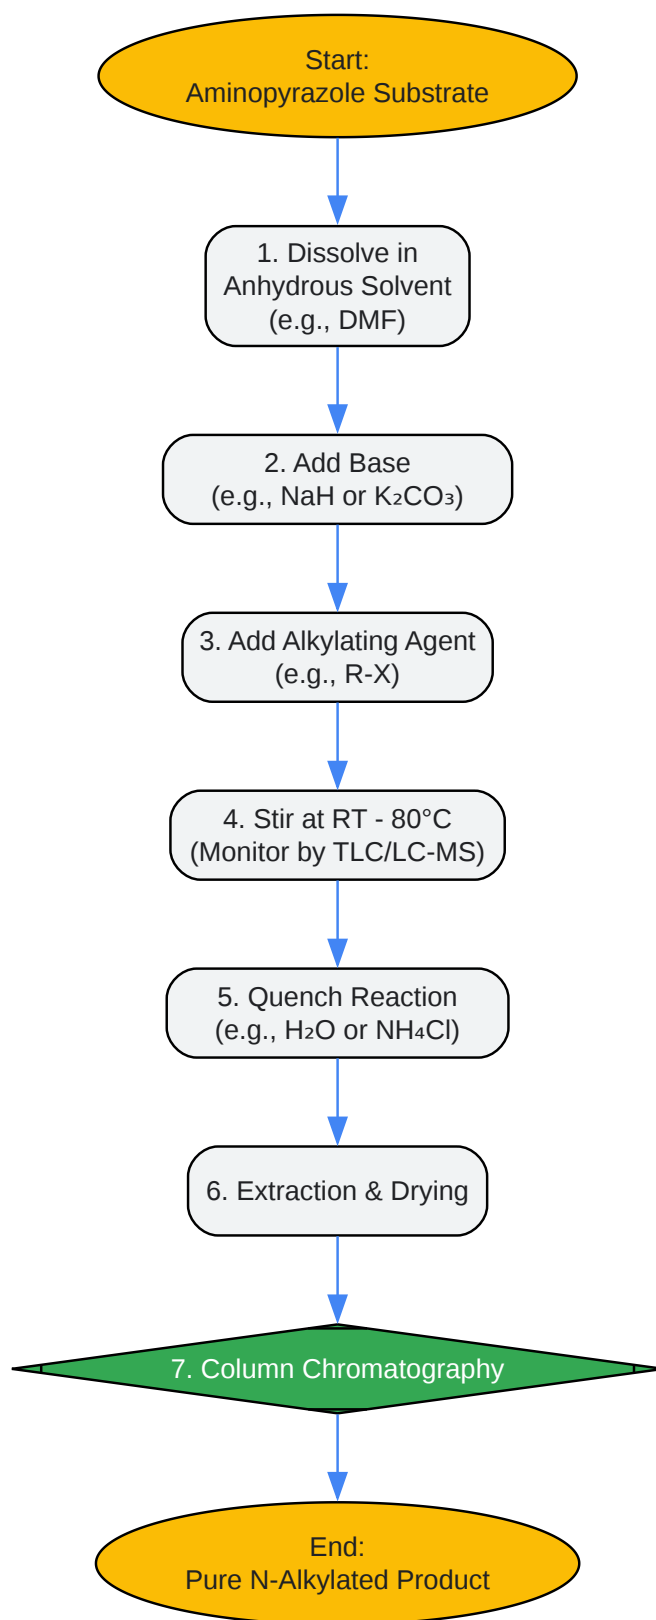 Start:
Aminopyrazole Substrate
1. Dissolve in
Anhydrous Solvent
(e.g., DMF)
2. Add Base
(e.g., NaH or K₂CO₃)
3. Add Alkylating Agent
(e.g., R-X)
4. Stir at RT - 80°C
(Monitor by TLC/LC-MS)
5. Quench Reaction
(e.g., H₂O or NH₄Cl)
6. Extraction & Drying
7. Column Chromatography
End:
Pure N-Alkylated Product